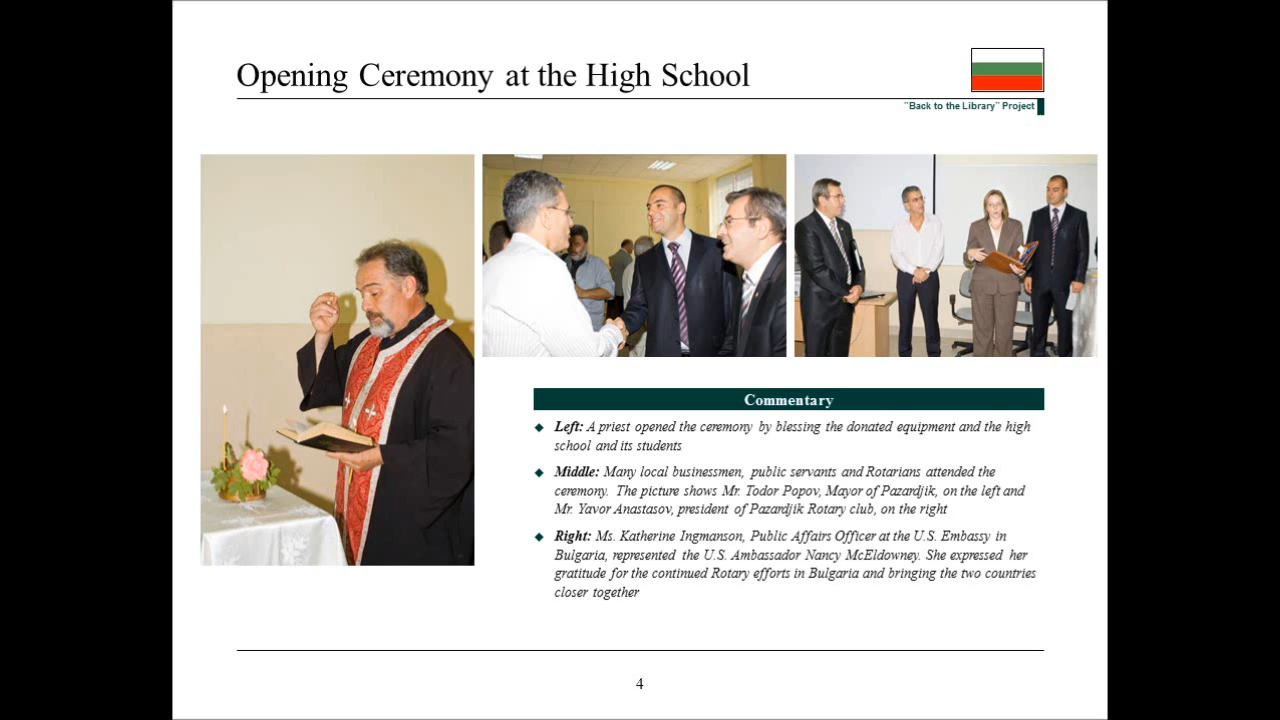 Opening Ceremony at the High School
"Back to the Library" Project
Commentary
Left: A priest opened the ceremony by blessing the donated equipment and the high
school and its students
Middle: Many local businessmen, public servants and Rotarians attended the
ceremony. The picture shows Mr. Todor Popov, Mayor of Pazardjik, on the left and
Mr. Yavor Anastasov, president of Pazardjik Rotary club, on the right
Right: Ms. Katherine Ingmanson, Public Affairs Officer at the U.S. Embassy in
Bulgaria, represented the U.S. Ambassador Nancy McEldowney. She expressed her
gratitude for the continued Rotary efforts in Bulgaria and bringing the two countries
closer together
4